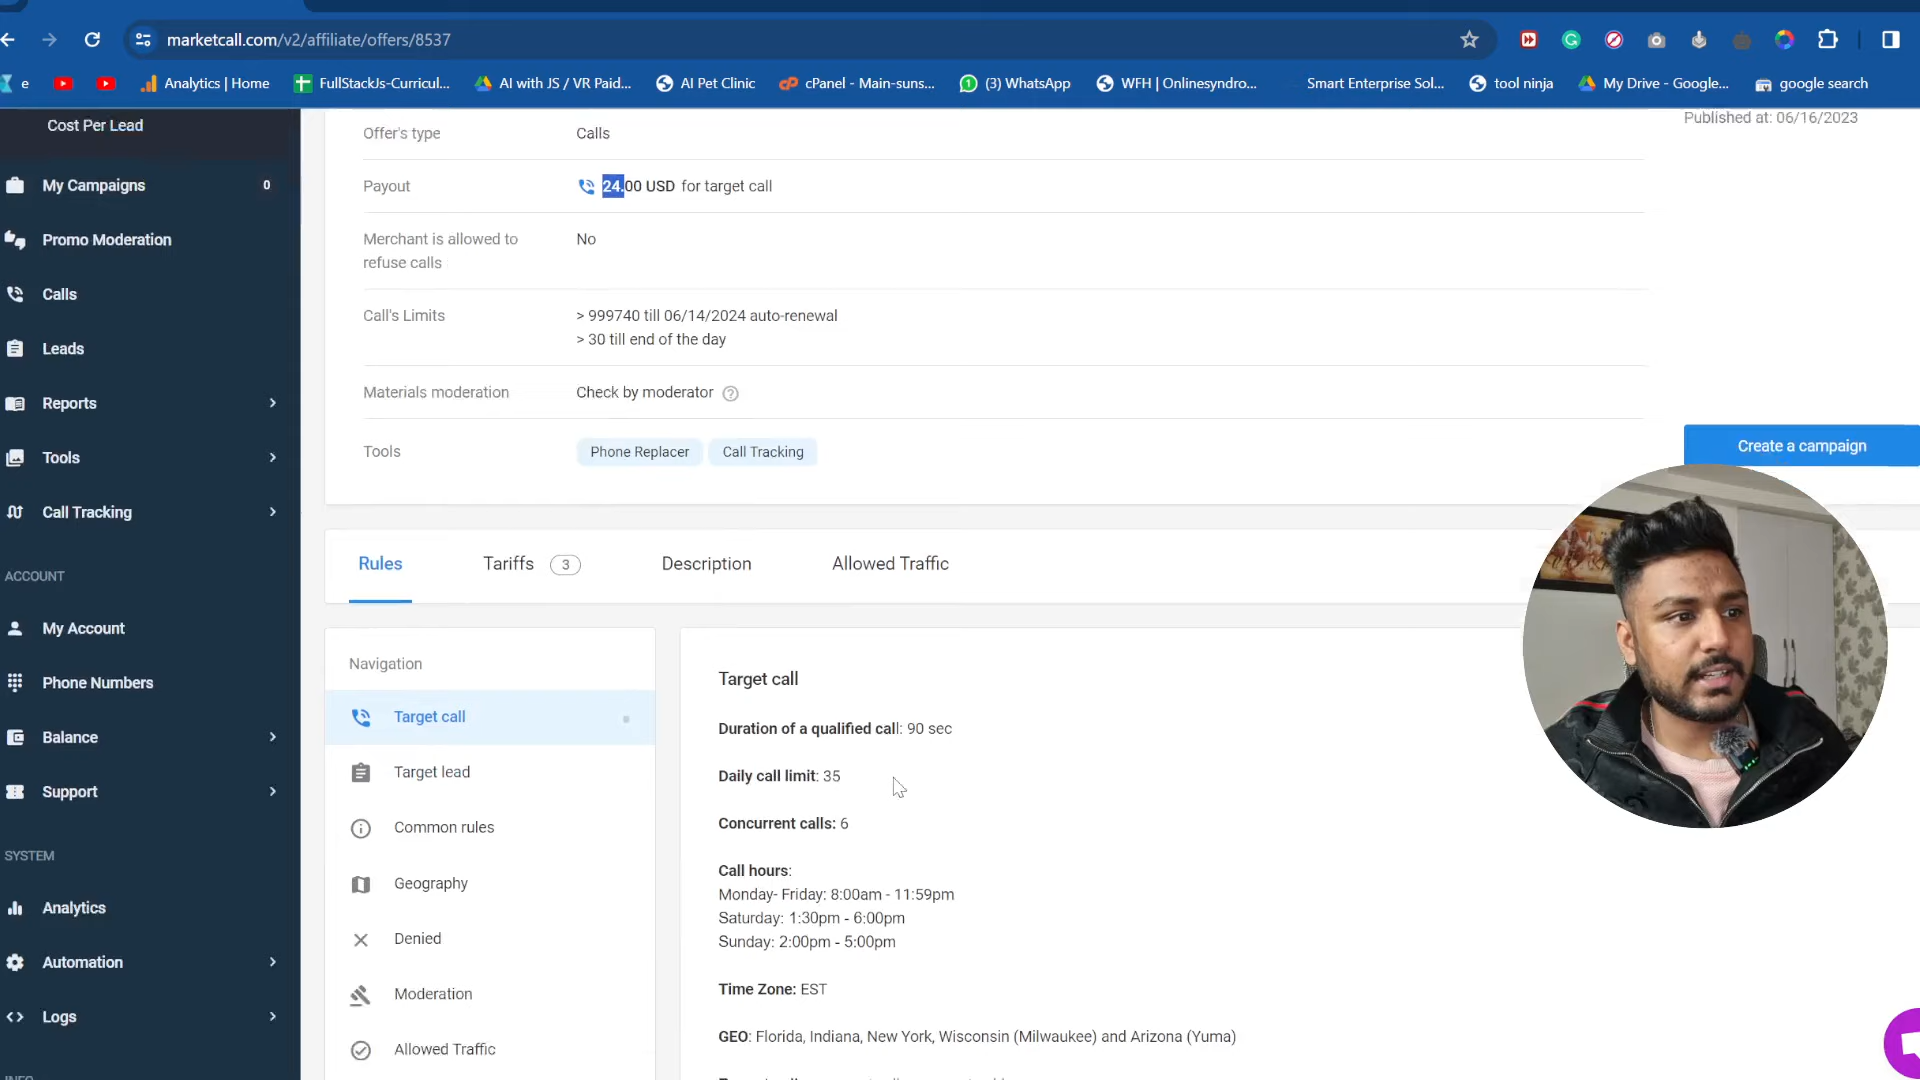 marketcall.com/v2/affiliate/offers/8537
e
Analytics | Home
FullStackJs-Curricul...
AI with JS / VR Paid...
AI Pet Clinic
cPanel - Main-suns...
(3) WhatsApp
WFH | Onlinesyndro...
Smart Enterprise Sol...
tool ninja
My Drive - Google...
google search
Cost Per Lead
My Campaigns 0
Promo Moderation
Calls
Leads
Reports
Tools
Call Tracking
ACCOUNT
My Account
Phone Numbers
Balance
Support
SYSTEM
Analytics
Automation
Logs
Published at: 06/16/2023
Offer's type Calls
Payout 24.00 USD for target call
Merchant is allowed to
refuse calls
No
Call's Limits
> 999740 till 06/14/2024 auto-renewal
> 30 till end of the day
Materials moderation Check by moderator
Tools Phone Replacer Call Tracking
Create a campaign
Rules Tariffs 3 Description Allowed Traffic
Navigation
Target call
Target lead
Common rules
Geography
Denied
Moderation
Allowed Traffic
Target call
Duration of a qualified call: 90 sec
Daily call limit: 35
Concurrent calls: 6
Call hours:
Monday- Friday: 8:00am - 11:59pm
Saturday: 1:30pm - 6:00pm
Sunday: 2:00pm - 5:00pm
Time Zone: EST
GEO: Florida, Indiana, New York, Wisconsin (Milwaukee) and Arizona (Yuma)